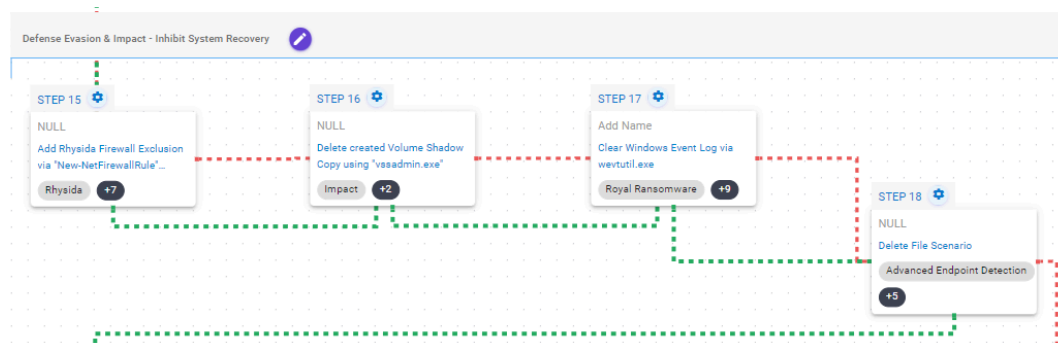 Defense Evasion & Impact - Inhibit System Recovery
STEP 15
NULL
Add Rhysida Firewall Exclusion
via "New-NetFirewallRule"...
Rhysida
+7
STEP 16
NULL
Delete created Volume Shadow
Copy using "vssadmin.exe"
Impact
+2
STEP 17
Add Name
Clear Windows Event Log via
wevtutil.exe
Royal Ransomware
+9
STEP 18
NULL
Delete File Scenario
Advanced Endpoint Detection
+5